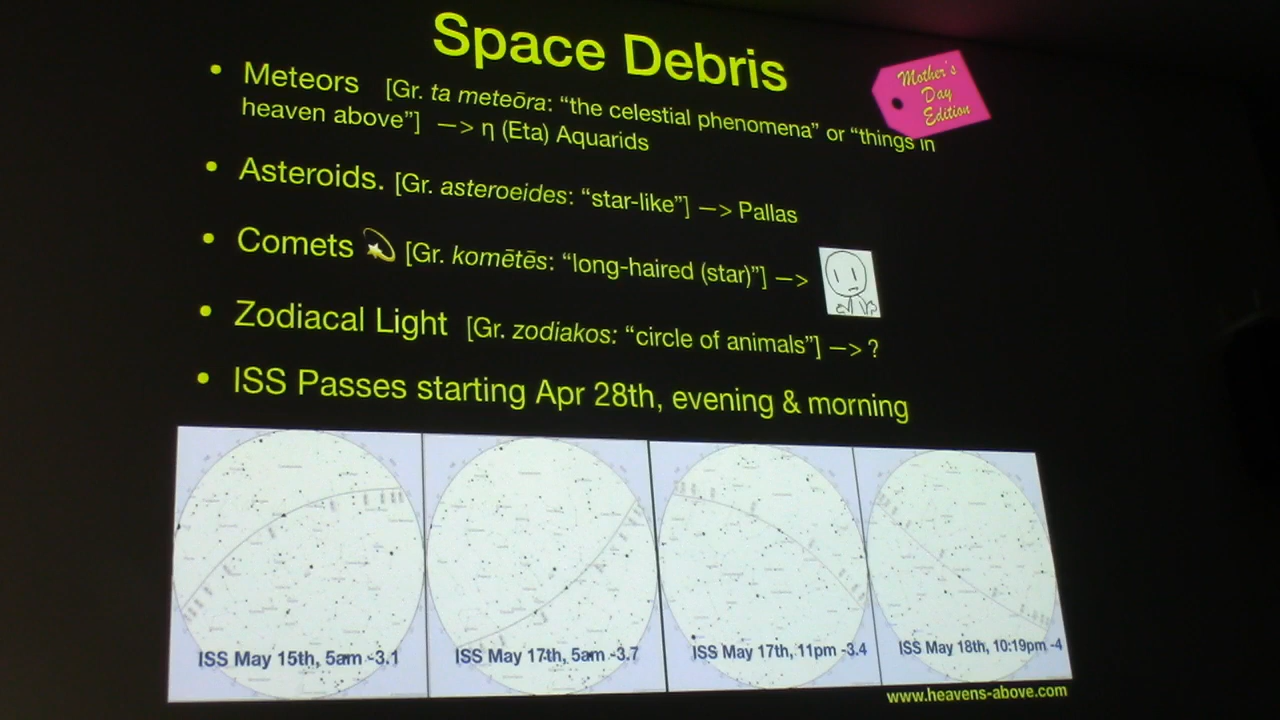 Space Debris
Mother's
Day
Edition
• Meteors [Gr. ta meteōra: “the celestial phenomena” or “things in
heaven above”] —> η (Eta) Aquarids
• Asteroids. [Gr. asteroeides: “star-like”] —> Pallas
• Comets 💫 [Gr. komētēs: “long-haired (star)”] —>
• Zodiacal Light [Gr. zodiakos: “circle of animals”] —> ?
• ISS Passes starting Apr 28th, evening & morning
ISS May 15th, 5am -3.1
ISS May 17th, 5am -3.7
ISS May 17th, 11pm -3.4
ISS May 18th, 10:19pm -4
www.heavens-above.com